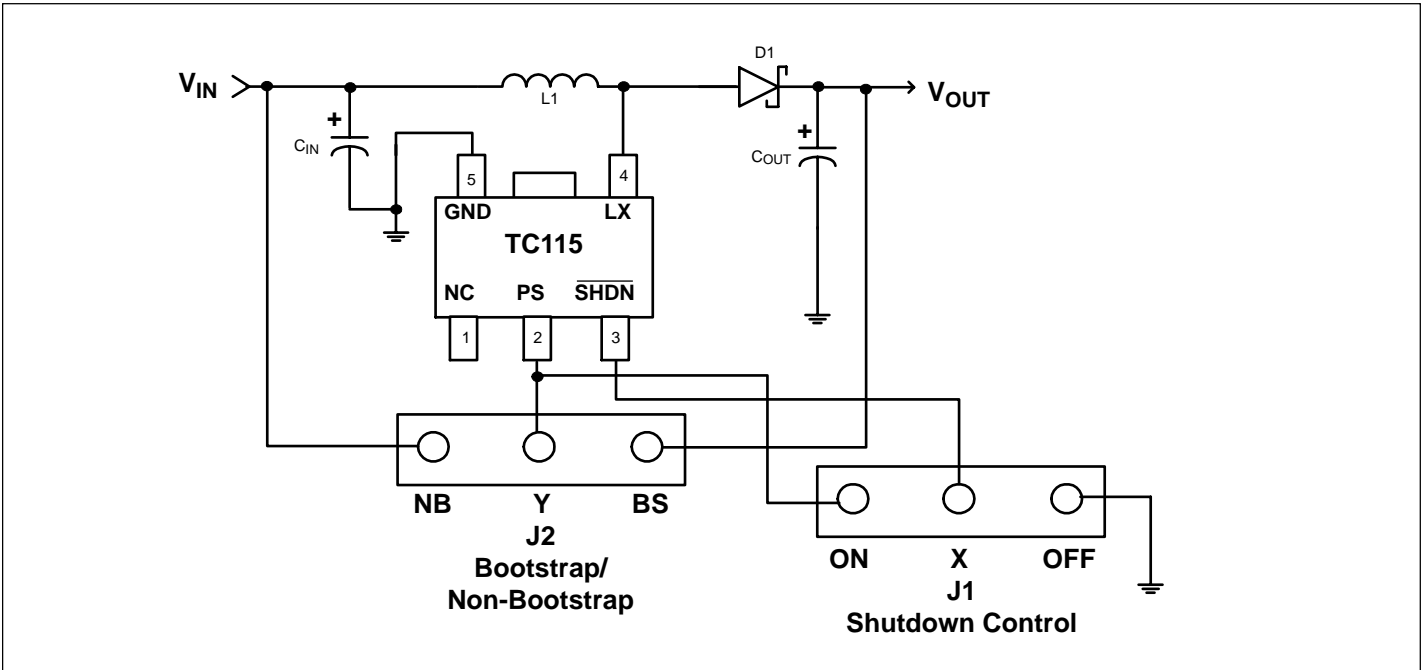 D1
V_IN
L1
V_OUT
+
C_IN
+
C_OUT
5
4
GND
LX
TC115
NC
PS
S̅H̅D̅N̅
1
2
3
NB
Y
BS
J2
Bootstrap/
Non-Bootstrap
ON
X
OFF
J1
Shutdown Control